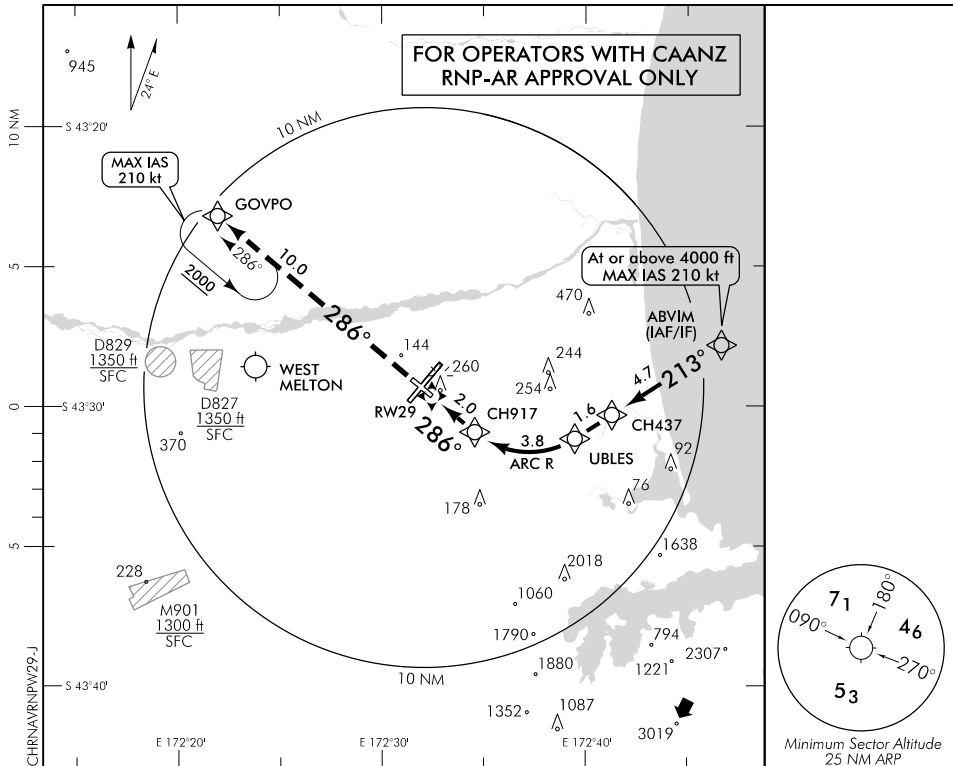 FOR OPERATORS WITH CAANZ
RNP-AR APPROVAL ONLY
945
24° E
10 NM
S 43°20'
10 NM
MAX IAS
210 kt
GOVPO
286°
10.0
2000
286°
5
At or above 4000 ft
MAX IAS 210 kt
470
ABVIM
(IAF/IF)
D829
1350 ft
SFC
144
244
4.7
213°
WEST
MELTON
260
254
D827
1350 ft
SFC
RW29
2.0
CH917
1.6
CH437
0
S 43°30'
286°
3.8
ARC R
UBLES
370
92
178
76
5
1638
2018
228
1060
M901
1300 ft
SFC
1790
794
1221
2307
1880
10 NM
S 43°40'
1352
1087
3019
E 172°20'
E 172°30'
E 172°40'
CHRNAVRNPW29-J
71
180°
090°
46
270°
53
Minimum Sector Altitude
25 NM ARP